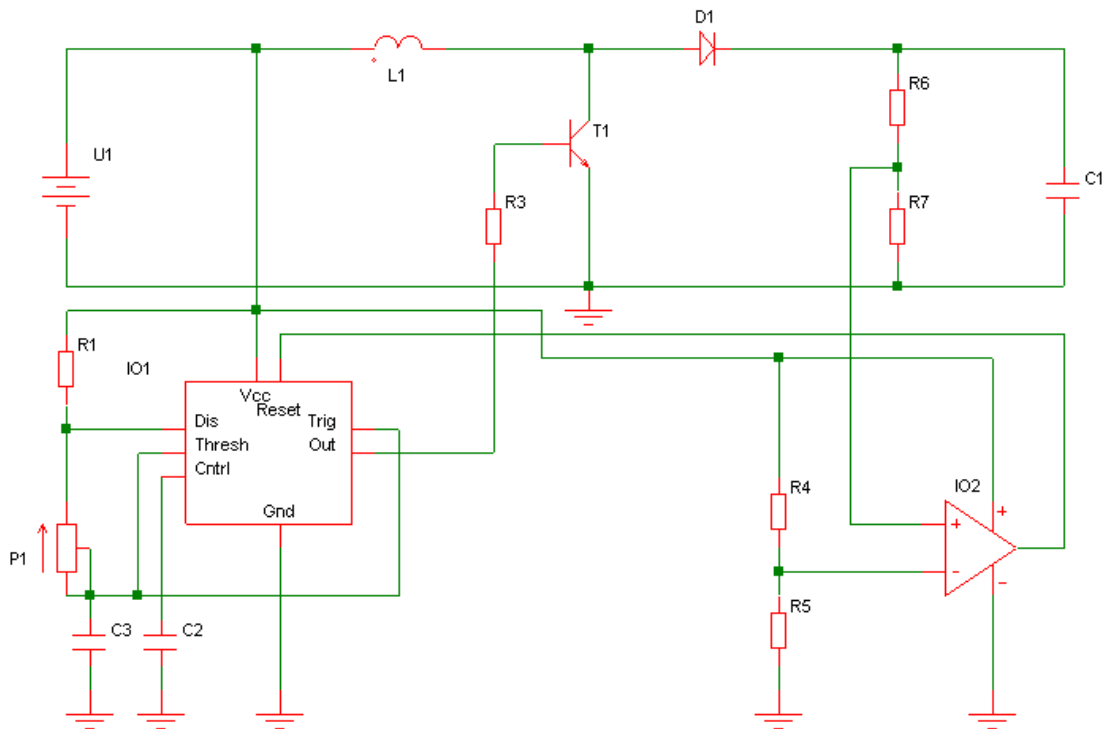 D1
L1
R6
T1
U1
C1
R3
R7
R1
IO1
Vcc
Reset
Dis
Trig
Thresh
Out
Cntrl
R4
IO2
Gnd
+
+
P1
-
-
R5
C3
C2